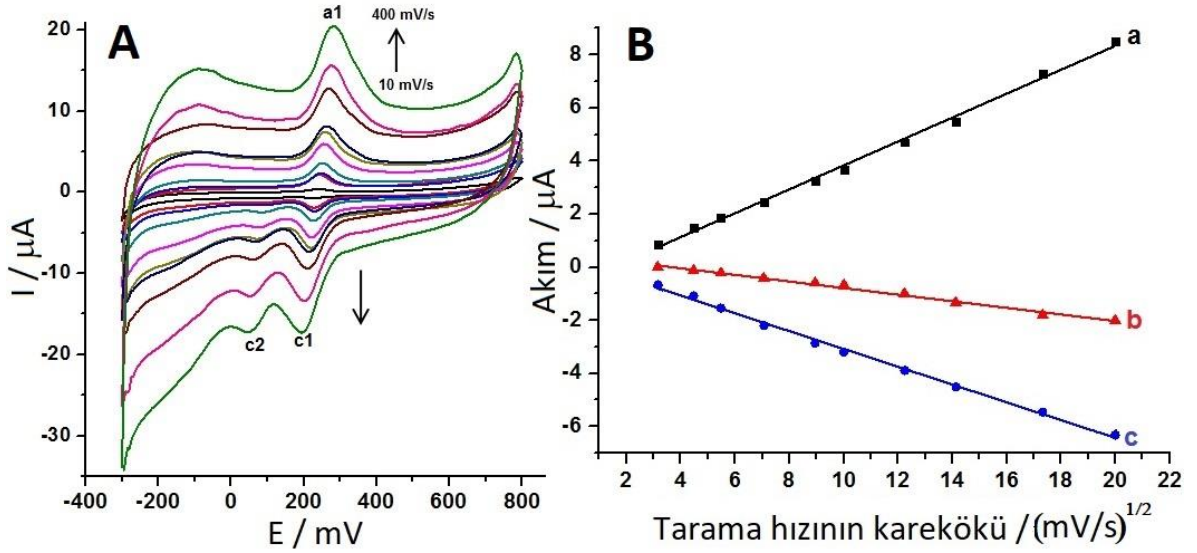 A
a1
400 mV/s
10 mV/s
20
10
0
-10
-20
-30
I / µA
c2
c1
-400
-200
0
200
400
600
800
E / mV
B
8
6
4
2
0
-2
-4
-6
Akım / µA
a
b
c
2 4 6 8 10 12 14 16 18 20 22
Tarama hızının karekökü / (mV/s)^1/2